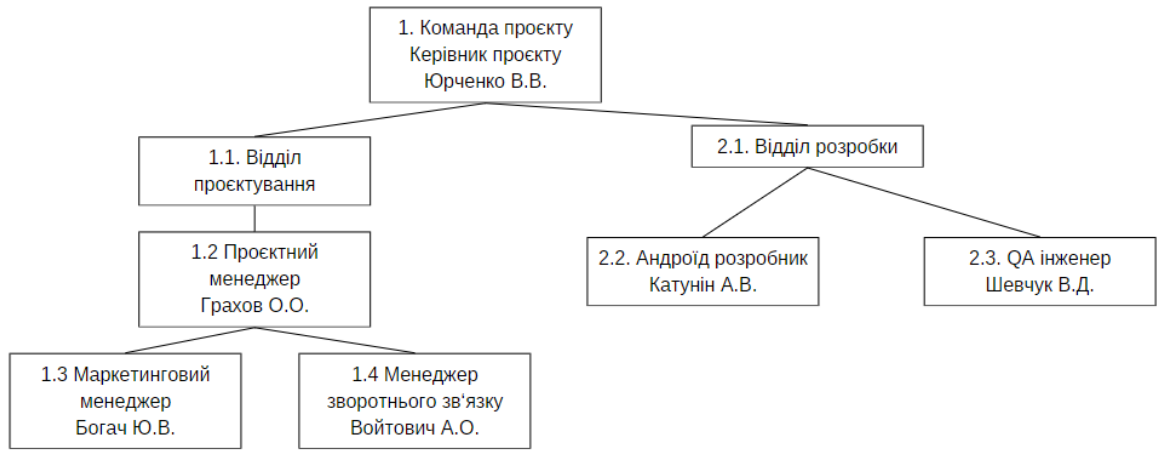 1. Команда проєкту
Керівник проєкту
Юрченко В.В.
1.1. Відділ
проєктування
2.1. Відділ розробки
1.2 Проєктний
менеджер
Грахов О.О.
2.2. Андроїд розробник
Катунін А.В.
2.3. QA інженер
Шевчук В.Д.
1.3 Маркетинговий
менеджер
Богач Ю.В.
1.4 Менеджер
зворотнього зв'язку
Войтович А.О.